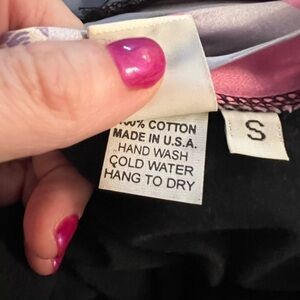 100% COTTON
MADE IN U.S.A.
HAND WASH
COLD WATER
HANG TO DRY
S